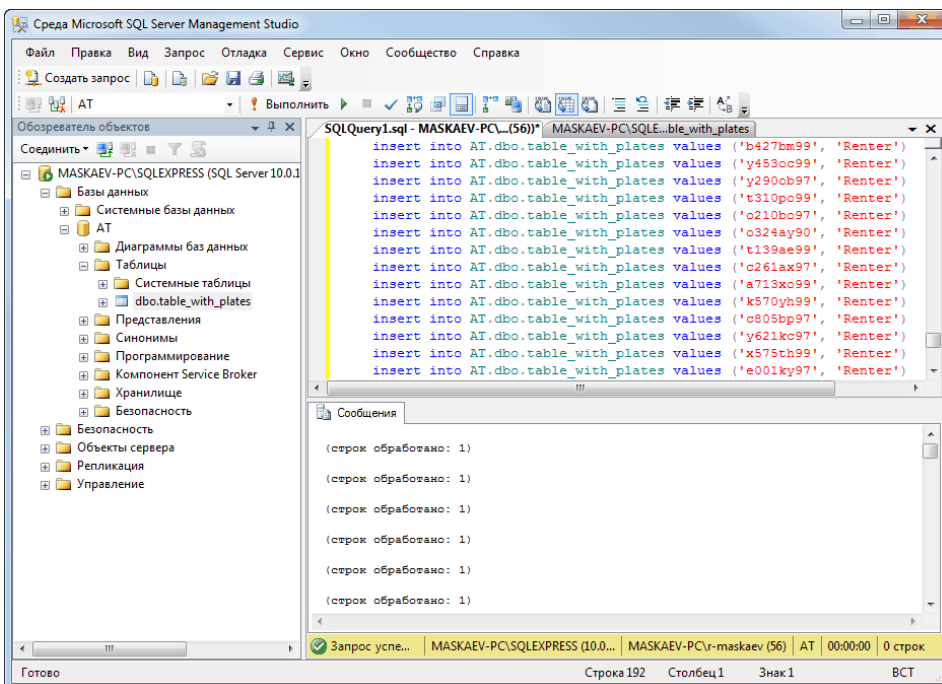 Среда Microsoft SQL Server Management Studio
Файл Правка Вид Запрос Отладка Сервис Окно Сообщество Справка
Создать запрос
AT Выполнить
Обозреватель объектов
Соединить
MASKAEV-PC\SQLEXPRESS (SQL Server 10.0.1
Базы данных
Системные базы данных
AT
Диаграммы баз данных
Таблицы
Системные таблицы
dbo.table_with_plates
Представления
Синонимы
Программирование
Компонент Service Broker
Хранилище
Безопасность
Безопасность
Объекты сервера
Репликация
Управление
SQLQuery1.sql - MASKAEV-PC\...(56))* MASKAEV-PC\SQLE...ble_with_plates
insert into AT.dbo.table_with_plates values ('b427bm99', 'Renter')
insert into AT.dbo.table_with_plates values ('y453oc99', 'Renter')
insert into AT.dbo.table_with_plates values ('y290ob97', 'Renter')
insert into AT.dbo.table_with_plates values ('t310po99', 'Renter')
insert into AT.dbo.table_with_plates values ('o210bo97', 'Renter')
insert into AT.dbo.table_with_plates values ('o324ay90', 'Renter')
insert into AT.dbo.table_with_plates values ('t139ae99', 'Renter')
insert into AT.dbo.table_with_plates values ('c261ax97', 'Renter')
insert into AT.dbo.table_with_plates values ('a713xo99', 'Renter')
insert into AT.dbo.table_with_plates values ('k570yh99', 'Renter')
insert into AT.dbo.table_with_plates values ('c805bp97', 'Renter')
insert into AT.dbo.table_with_plates values ('y621kc97', 'Renter')
insert into AT.dbo.table_with_plates values ('x575th99', 'Renter')
insert into AT.dbo.table_with_plates values ('e001ky97', 'Renter')
Сообщения
(строк обработано: 1)
(строк обработано: 1)
(строк обработано: 1)
(строк обработано: 1)
(строк обработано: 1)
(строк обработано: 1)
Запрос успе... MASKAEV-PC\SQLEXPRESS (10.0... MASKAEV-PC\r-maskaev (56) AT 00:00:00 0 строк
Готово Строка 192 Столбец 1 Знак 1 ВСТ